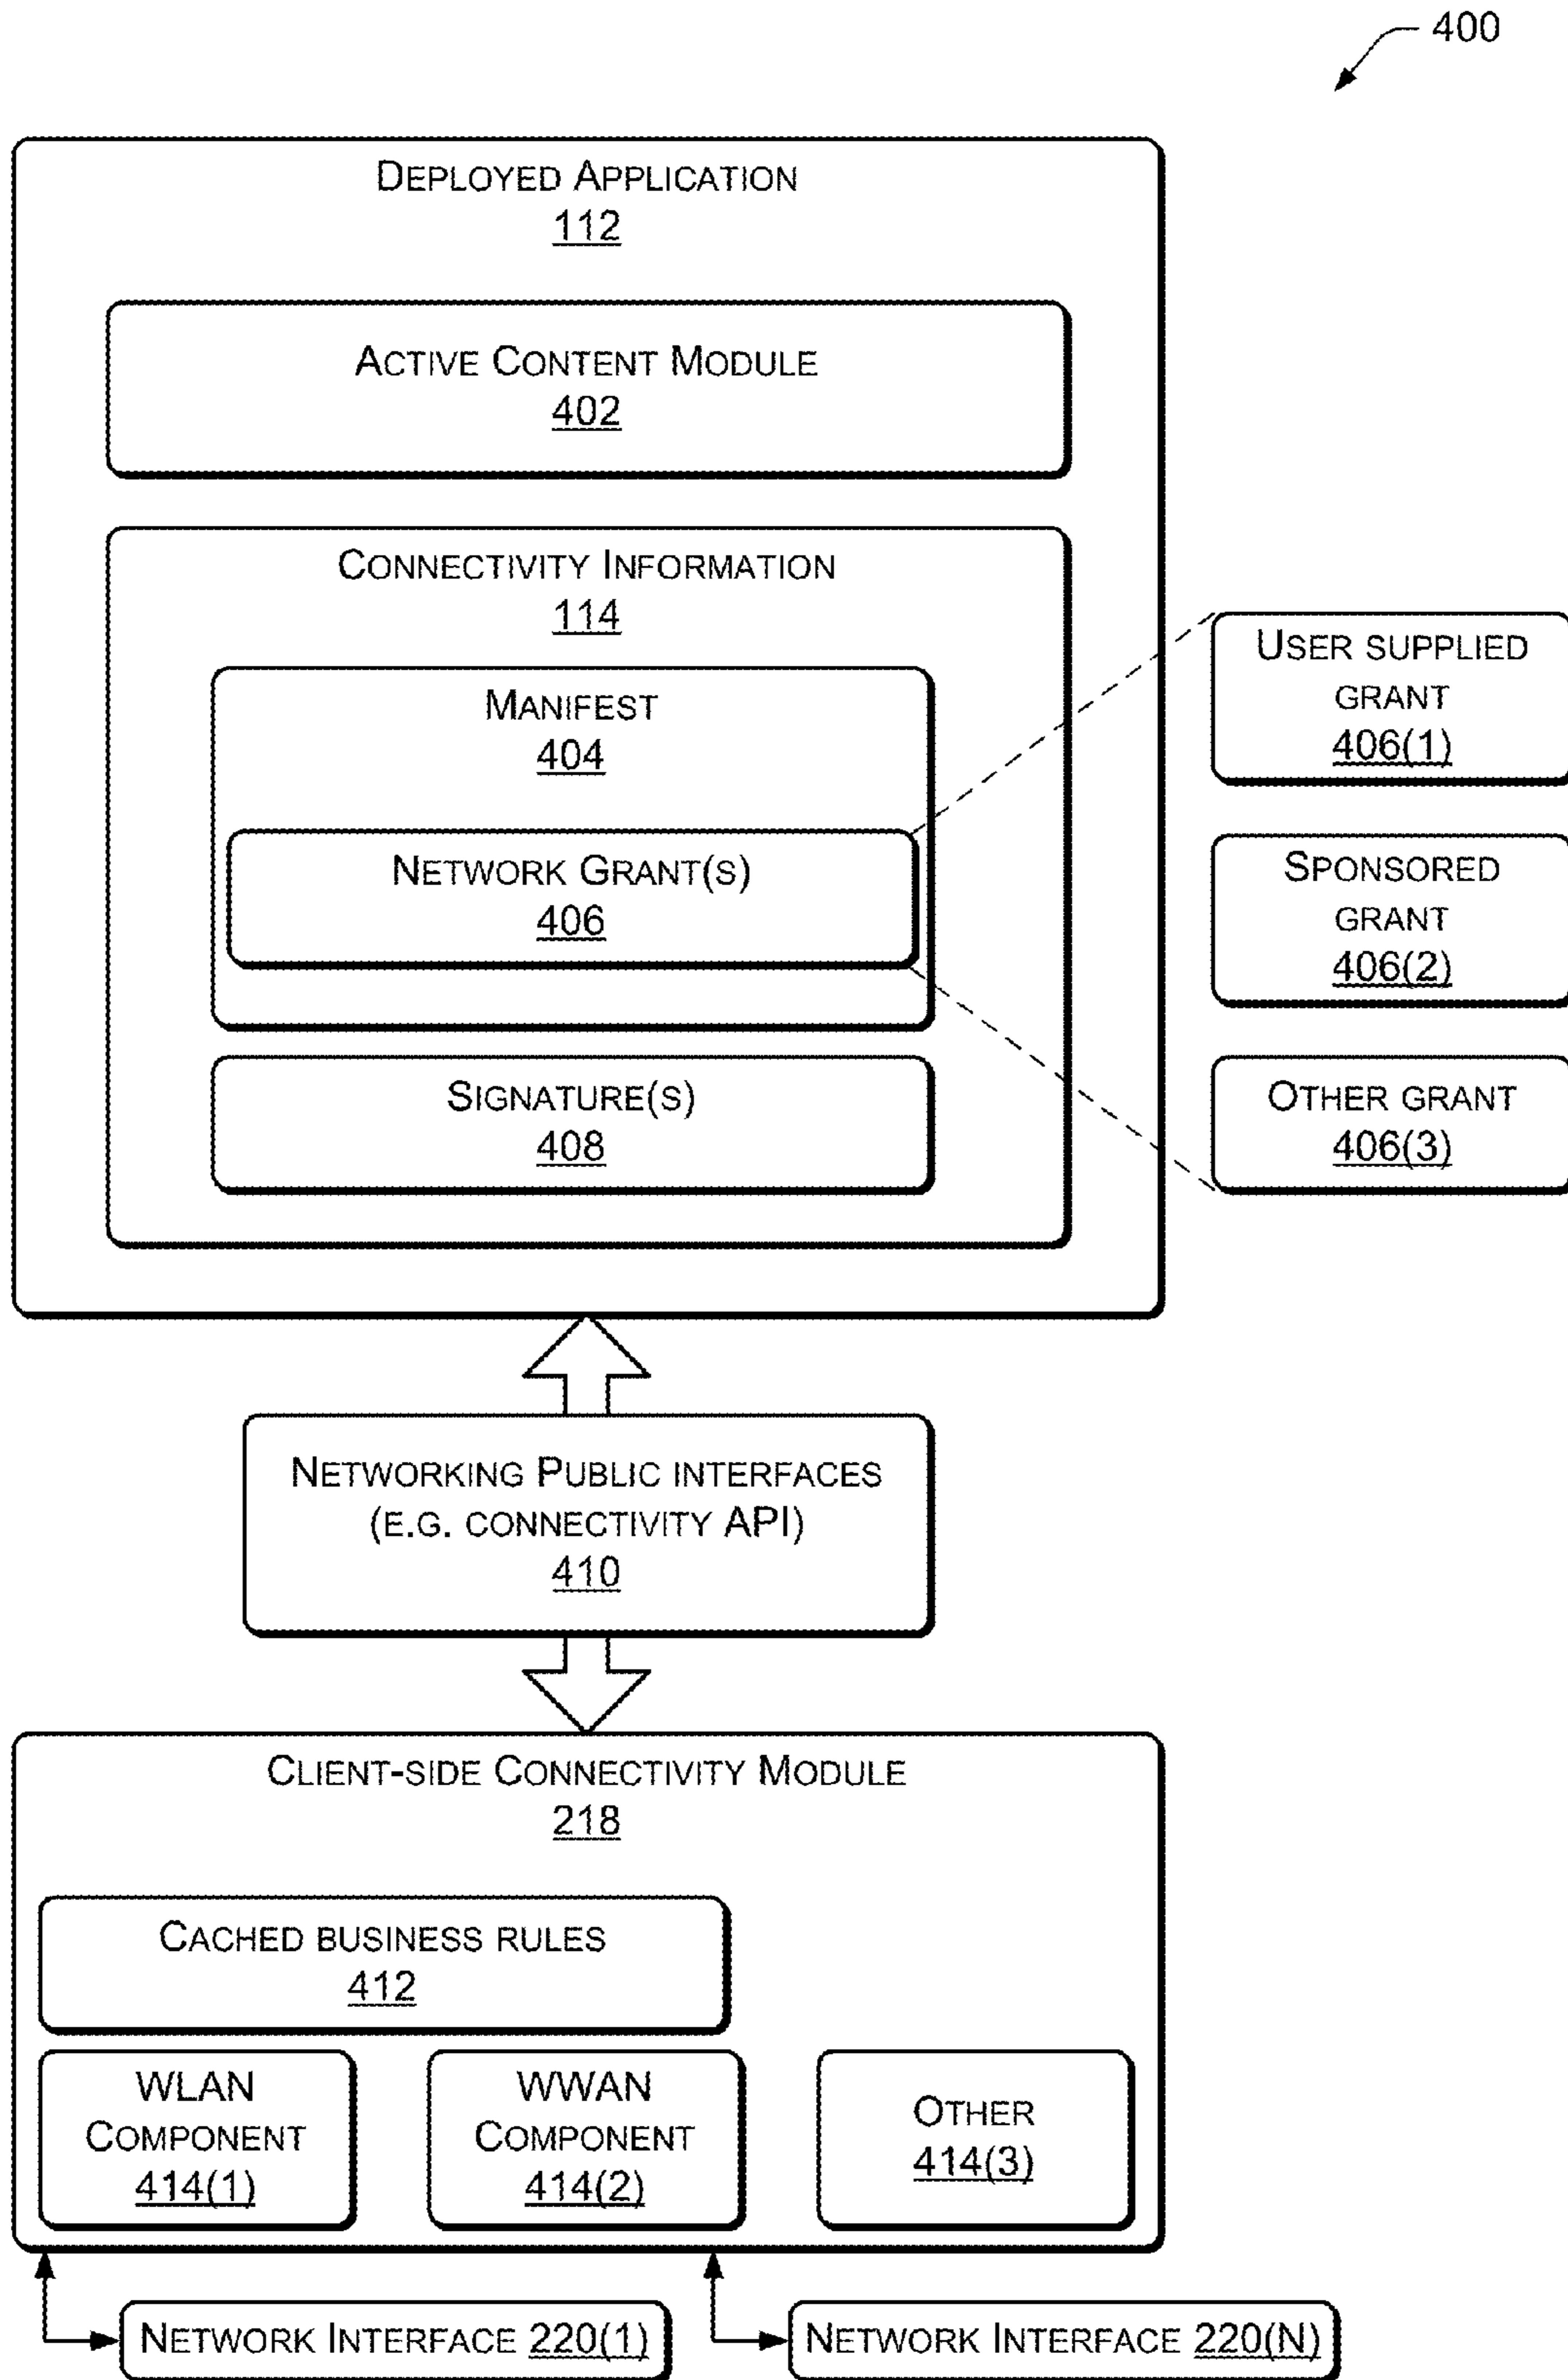 400
DEPLOYED APPLICATION
112
ACTIVE CONTENT MODULE
402
CONNECTIVITY INFORMATION
114
MANIFEST
404
NETWORK GRANT(S)
406
SIGNATURE(S)
408
USER SUPPLIED
GRANT
406(1)
SPONSORED
GRANT
406(2)
OTHER GRANT
406(3)
NETWORKING PUBLIC INTERFACES
(E.G. CONNECTIVITY API)
410
CLIENT-SIDE CONNECTIVITY MODULE
218
CACHED BUSINESS RULES
412
WLAN
COMPONENT
414(1)
WWAN
COMPONENT
414(2)
OTHER
414(3)
NETWORK INTERFACE 220(1)
NETWORK INTERFACE 220(N)